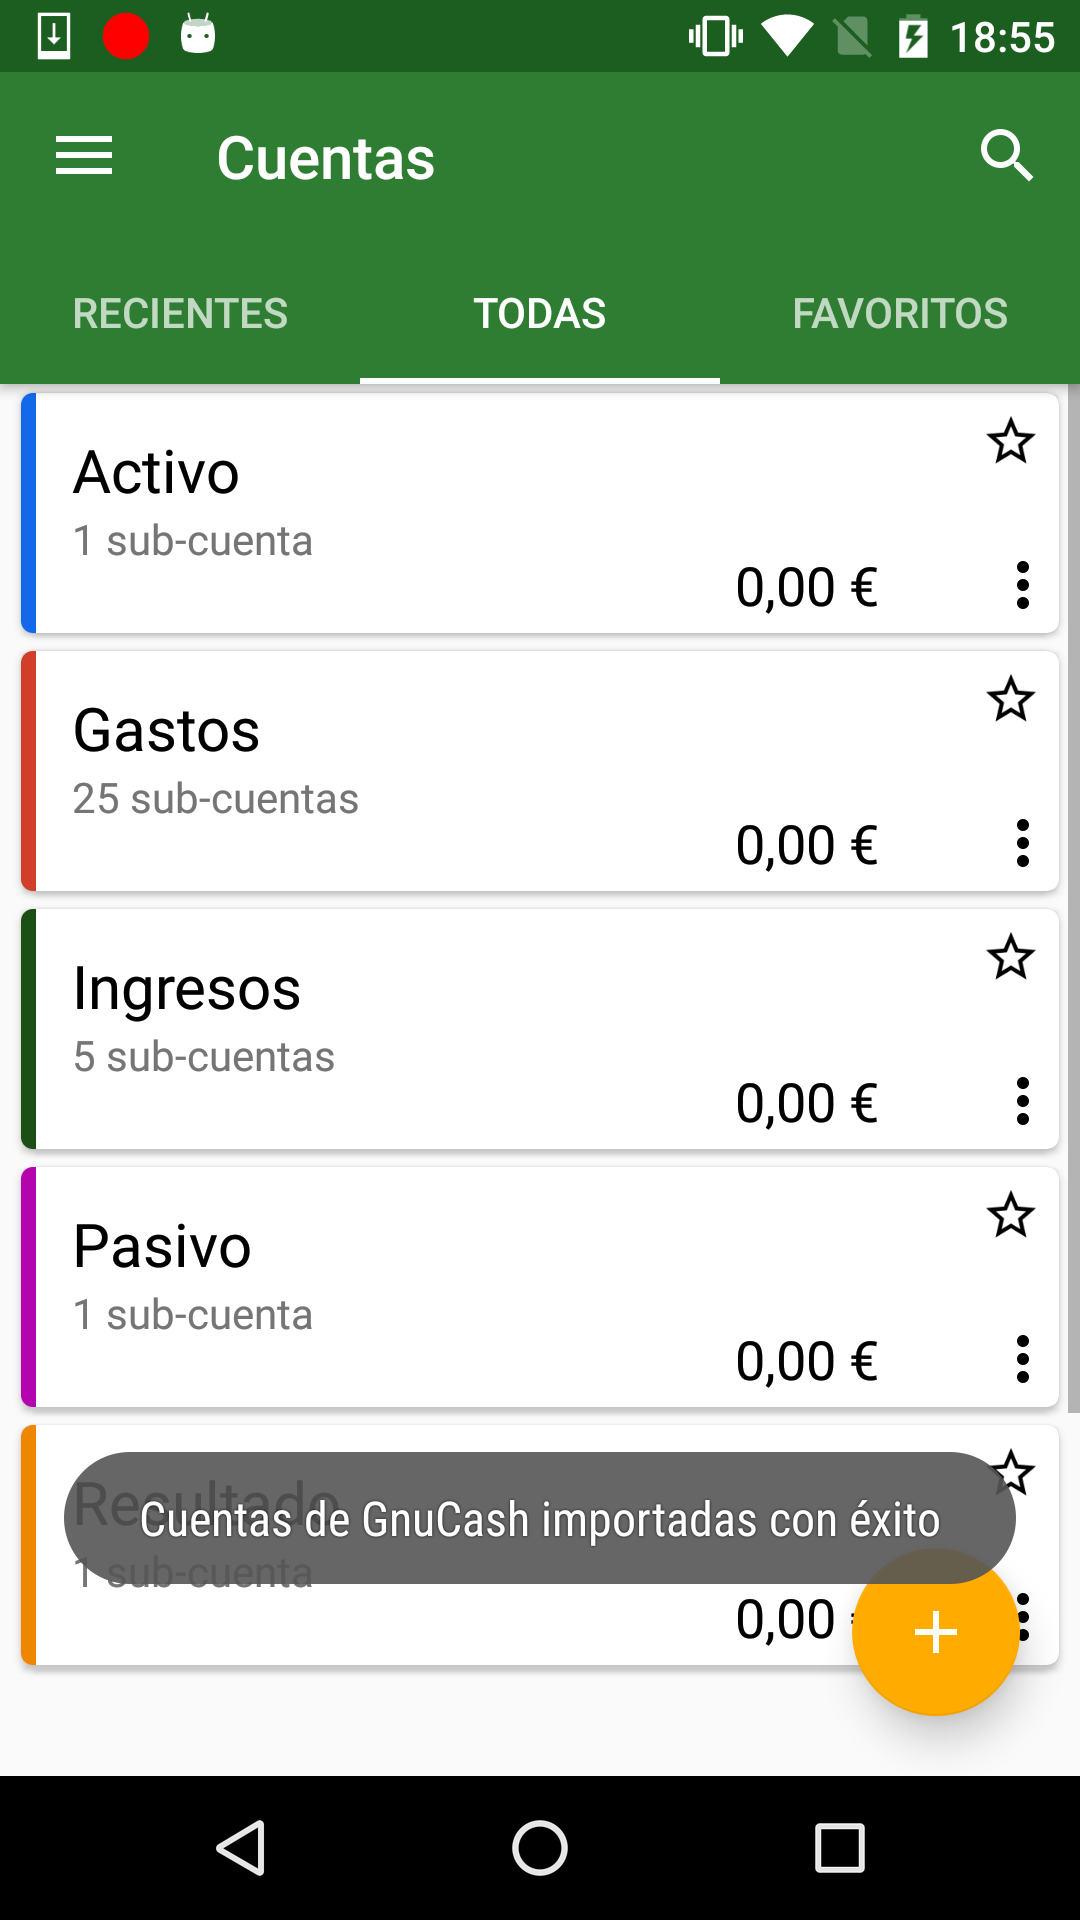 18:55
Cuentas
RECIENTES TODAS FAVORITOS
Activo
1 sub-cuenta
0,00 €
Gastos
25 sub-cuentas
0,00 €
Ingresos
5 sub-cuentas
0,00 €
Pasivo
1 sub-cuenta
0,00 €
Resultado
Cuentas de GnuCash importadas con éxito
1 sub-cuenta
0,00 €